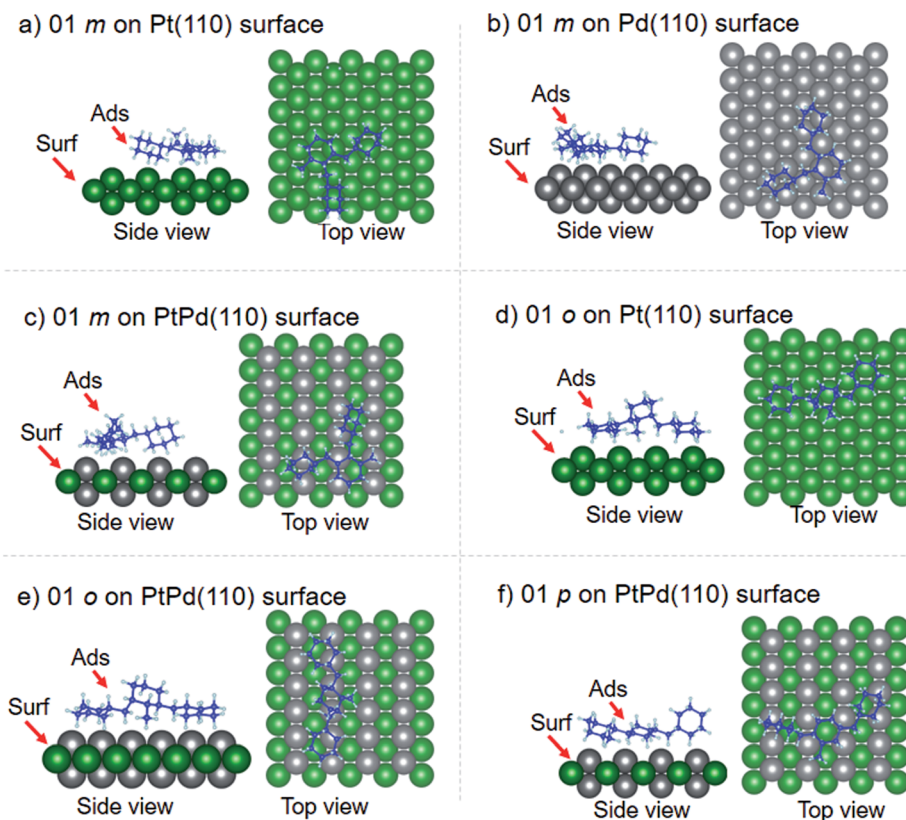 a) 01 m on Pt(110) surface
Ads
Surf
Side view
Top view
b) 01 m on Pd(110) surface
Ads
Surf
Side view
Top view
c) 01 m on PtPd(110) surface
Ads
Surf
Side view
Top view
d) 01 o on Pt(110) surface
Ads
Surf
Side view
Top view
e) 01 o on PtPd(110) surface
Ads
Surf
Side view
Top view
f) 01 p on PtPd(110) surface
Ads
Surf
Side view
Top view